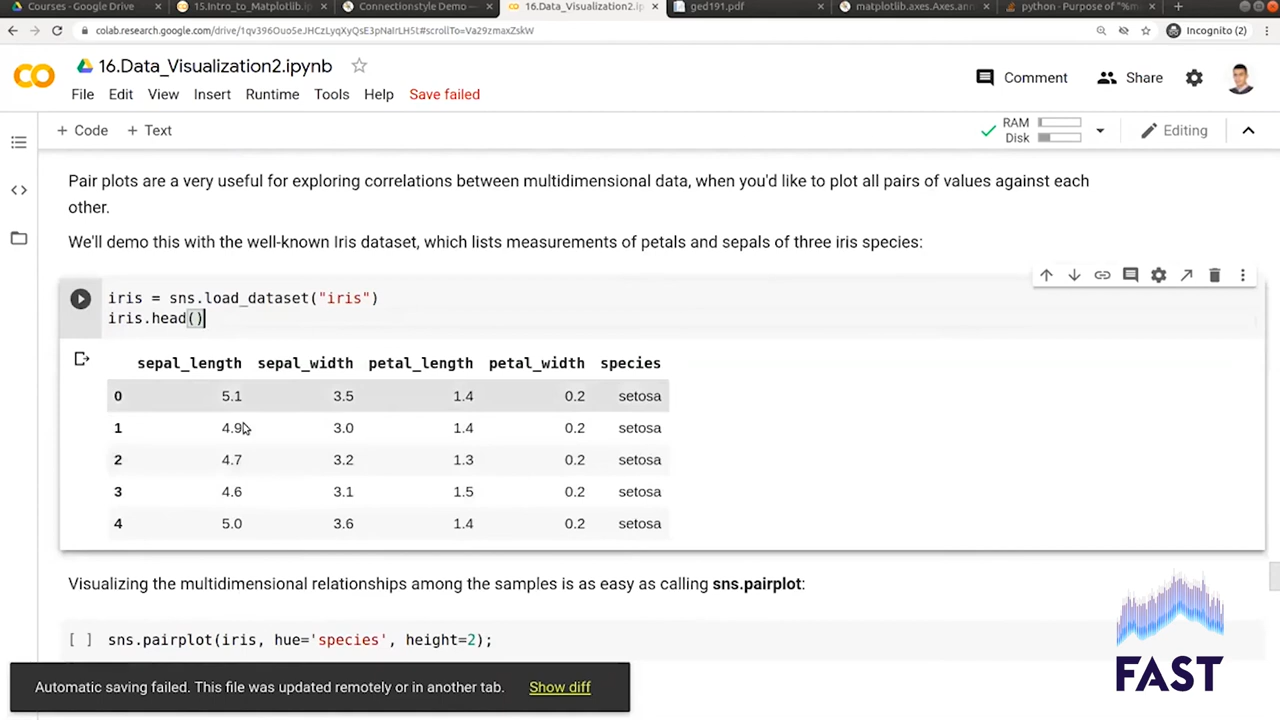 Courses - Google Drive
15.Intro_to_Matplotlib.ip
Connectionstyle Demo —
16.Data_Visualization2.ip
ged191.pdf
matplotlib.axes.Axes.ann
python - Purpose of "%m
colab.research.google.com/drive/1qv396Ouo5eJHCzLyqXyQsE3pNaIrLH5t#scrollTo=Va29zmaxZskY
Incognito (2)
16.Data_Visualization2.ipynb
Comment
Share
File Edit View Insert Runtime Tools Help Save failed
+ Code + Text
RAM
Disk
Editing
Pair plots are a very useful for exploring correlations between multidimensional data, when you'd like to plot all pairs of values against each
other.
We'll demo this with the well-known Iris dataset, which lists measurements of petals and sepals of three iris species:
iris = sns.load_dataset("iris")
iris.head()
sepal_length sepal_width petal_length petal_width species
0 5.1 3.5 1.4 0.2 setosa
1 4.9 3.0 1.4 0.2 setosa
2 4.7 3.2 1.3 0.2 setosa
3 4.6 3.1 1.5 0.2 setosa
4 5.0 3.6 1.4 0.2 setosa
Visualizing the multidimensional relationships among the samples is as easy as calling sns.pairplot:
[ ] sns.pairplot(iris, hue='species', height=2);
FAST
Automatic saving failed. This file was updated remotely or in another tab. Show diff